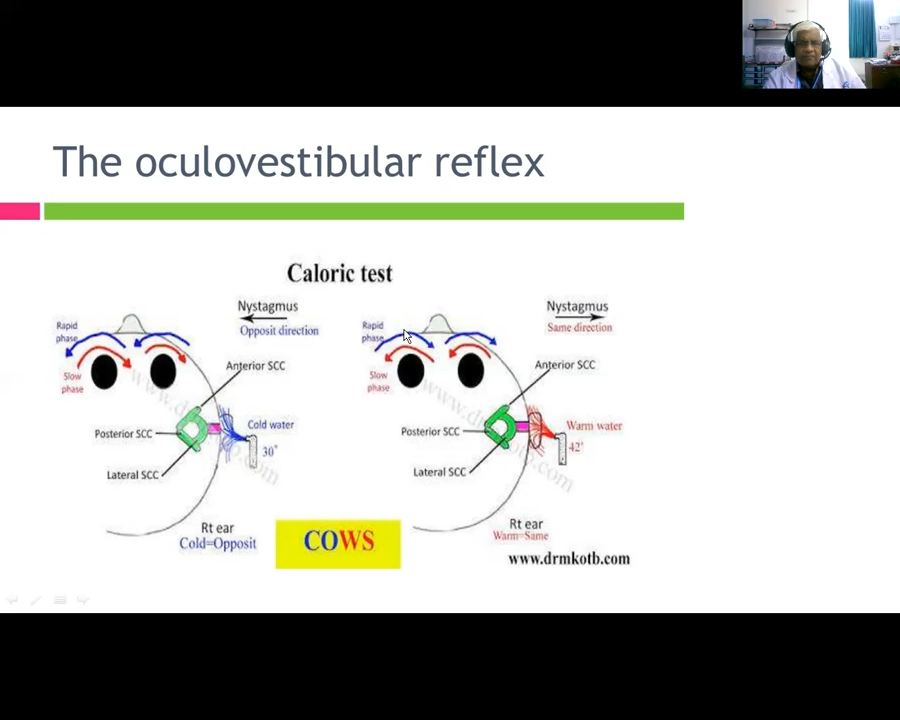 The oculovestibular reflex
Caloric test
Nystagmus
Opposit direction
Rapid
phase
Slow
phase
Anterior SCC
Posterior SCC
Lateral SCC
Cold water
30°
Rt ear
Cold=Opposit
Nystagmus
Same direction
Rapid
phase
Slow
phase
Anterior SCC
Posterior SCC
Lateral SCC
Warm water
42°
Rt ear
Warm=Same
COWS
www.drmkotb.com